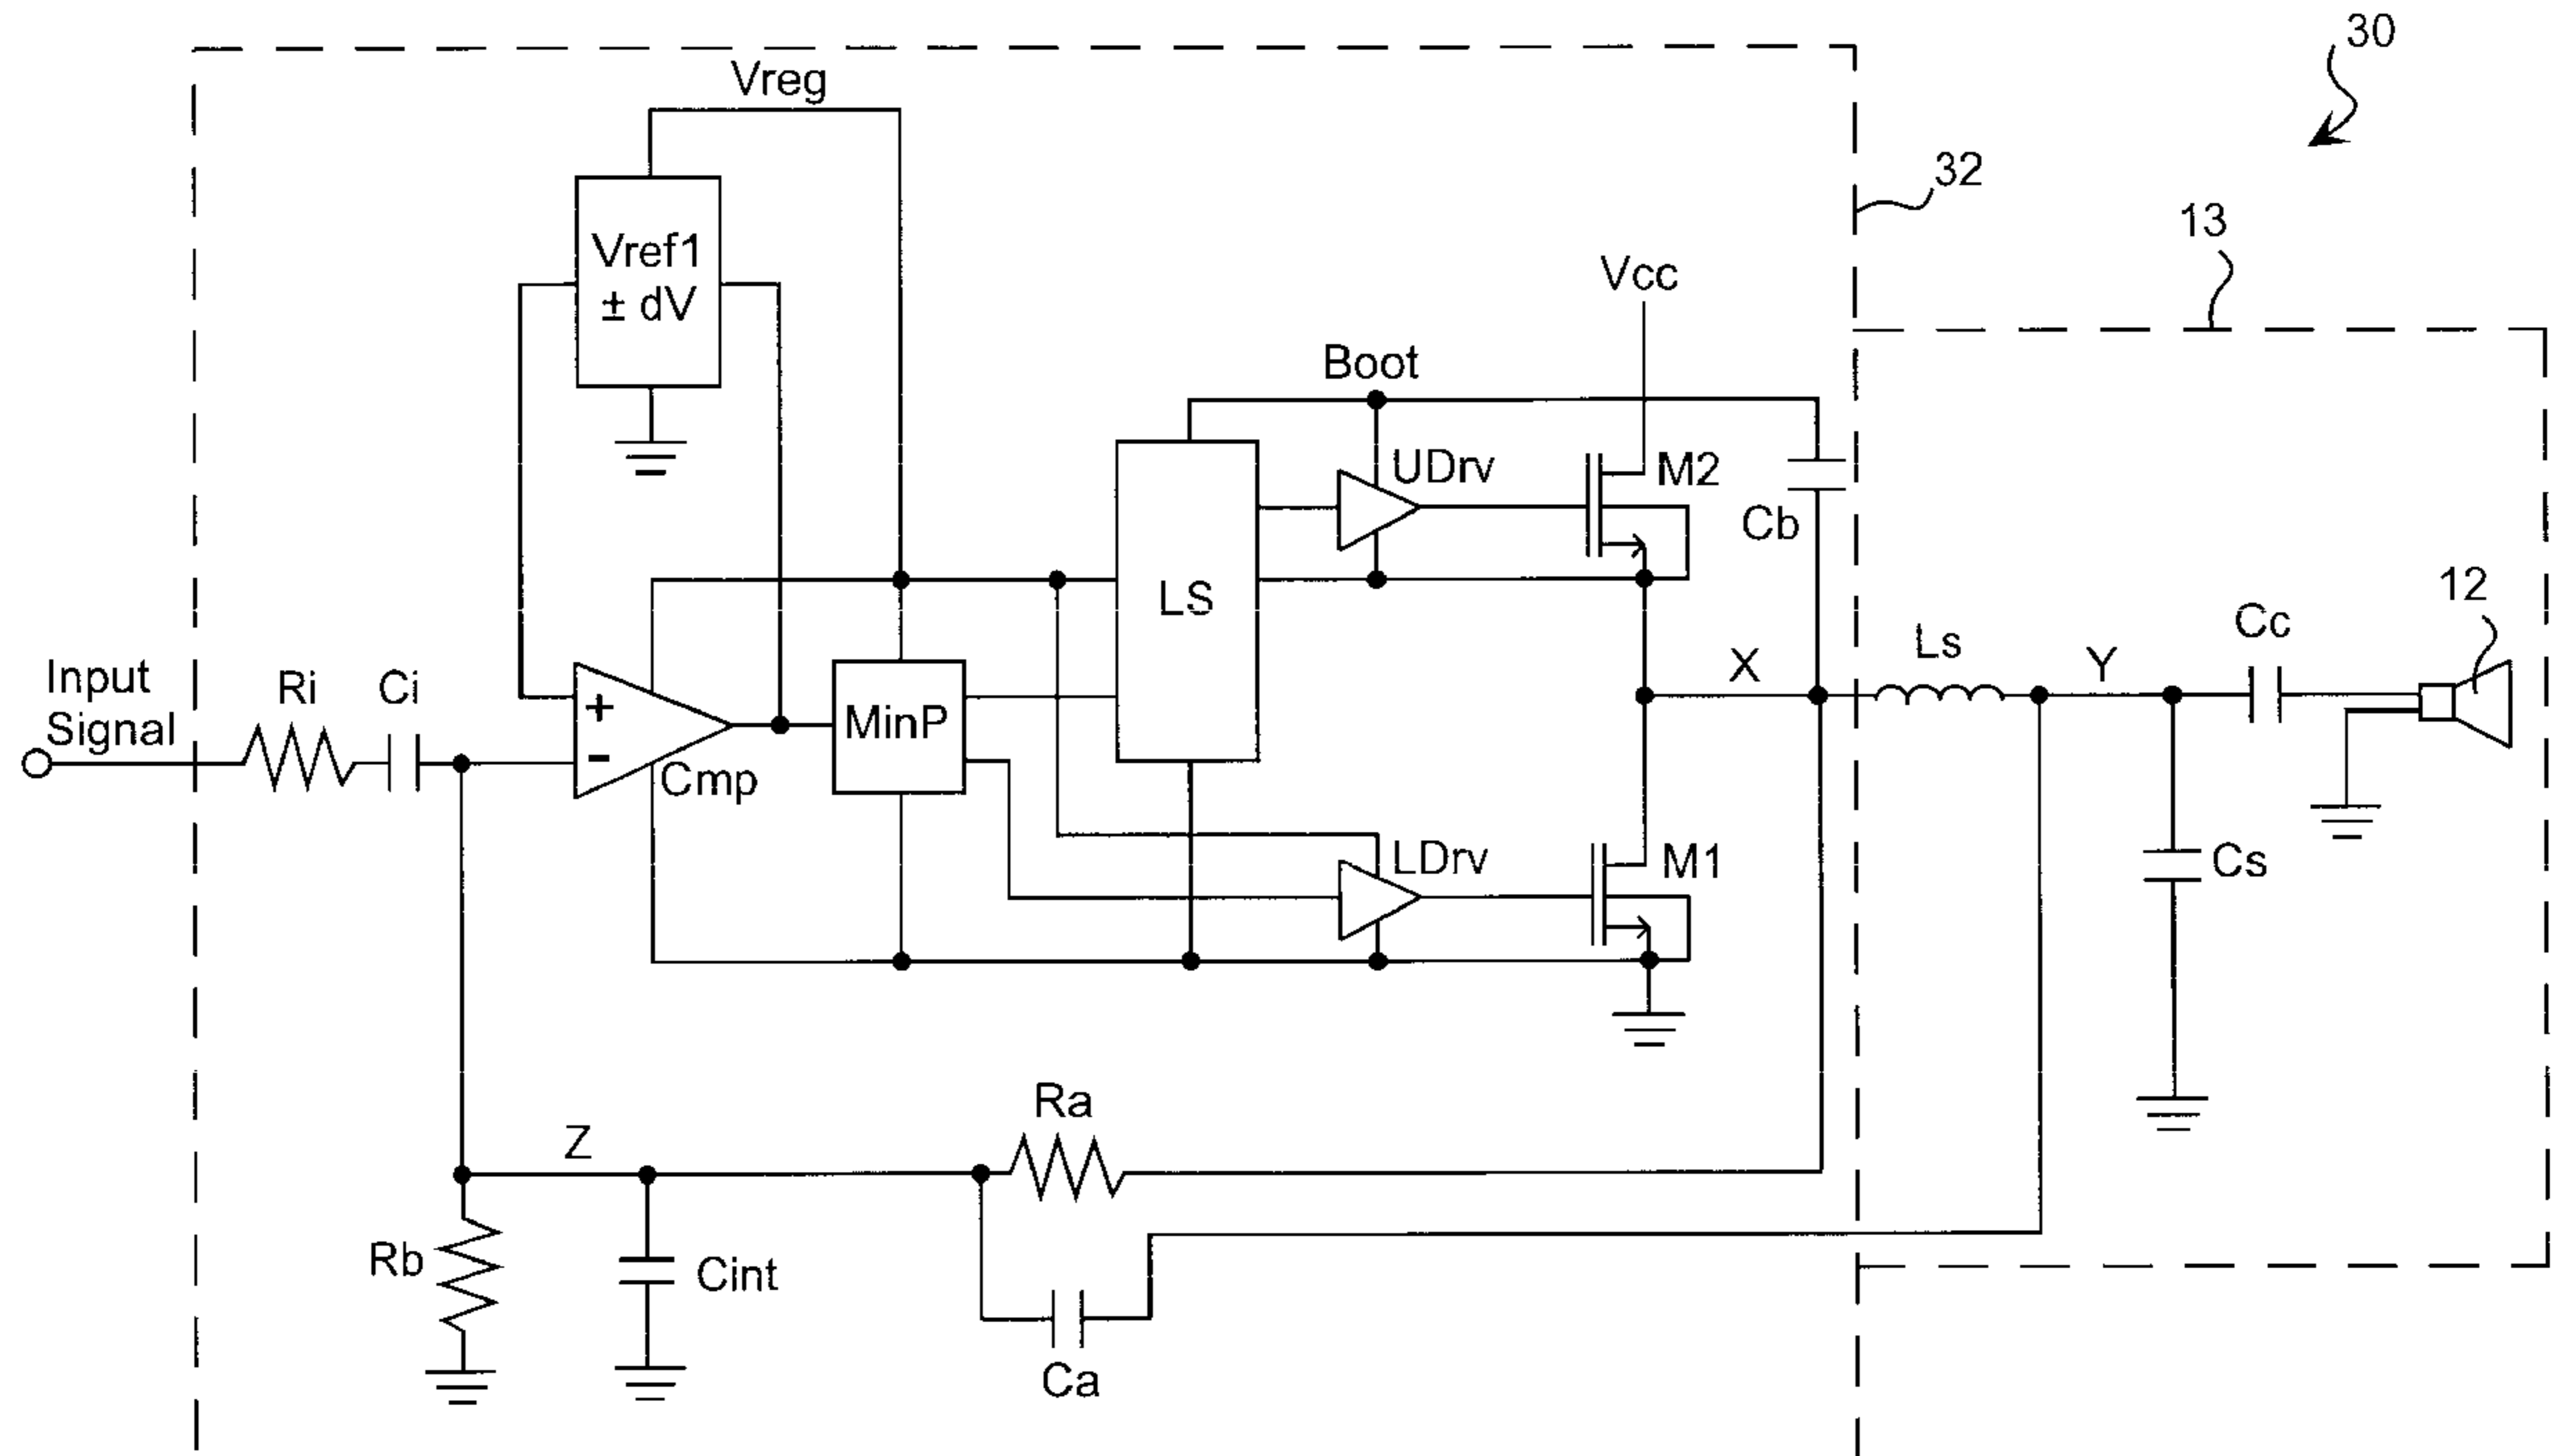 30
Vreg
32
13
Vref1
± dV
Vcc
Boot
UDrv
M2
Cb
LS
12
Input
Signal
Ri
Ci
+
-
Cmp
MinP
X
Ls
Y
Cc
LDrv
M1
Cs
Ra
Z
Rb
Cint
Ca